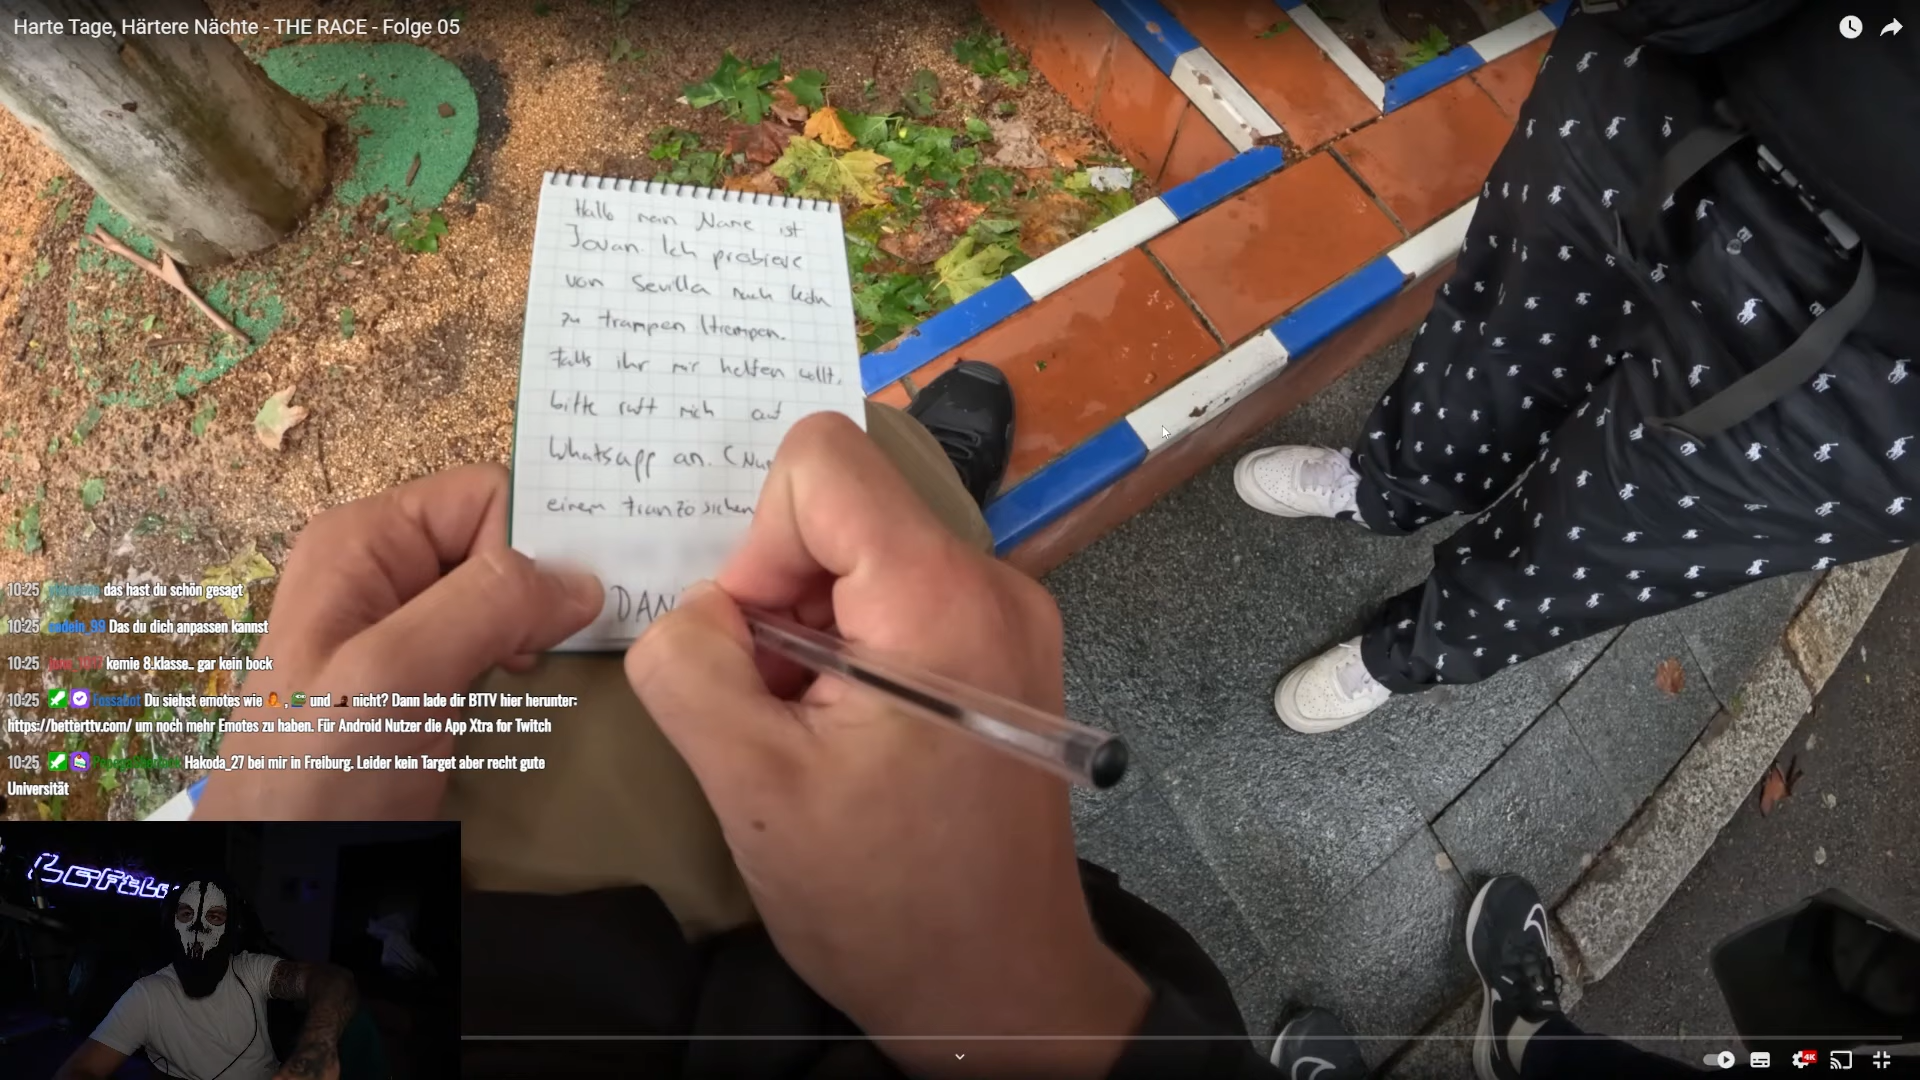 Harte Tage, Härtere Nächte - THE RACE - Folge 05
Hallo mein Name ist
Jovan. Ich probiere
von Sevilla nach Köln
zu trampen /trempen.
Falls ihr mir helfen wollt,
bitte ruft mich auf
Whatsapp an. (Nu
einem französichen
DAN
10:25 das hast du schön gesagt
10:25 Das du dich anpassen kannst
10:25 kemie 8.klasse.. gar kein bock
10:25 Fossabot Du siehst emotes wie , und nicht? Dann lade dir BTTV hier herunter:
https://betterttv.com/ um noch mehr Emotes zu haben. Für Android Nutzer die App Xtra for Twitch
10:25 Hakoda_27 bei mir in Freiburg. Leider kein Target aber recht gute
Universität
4K